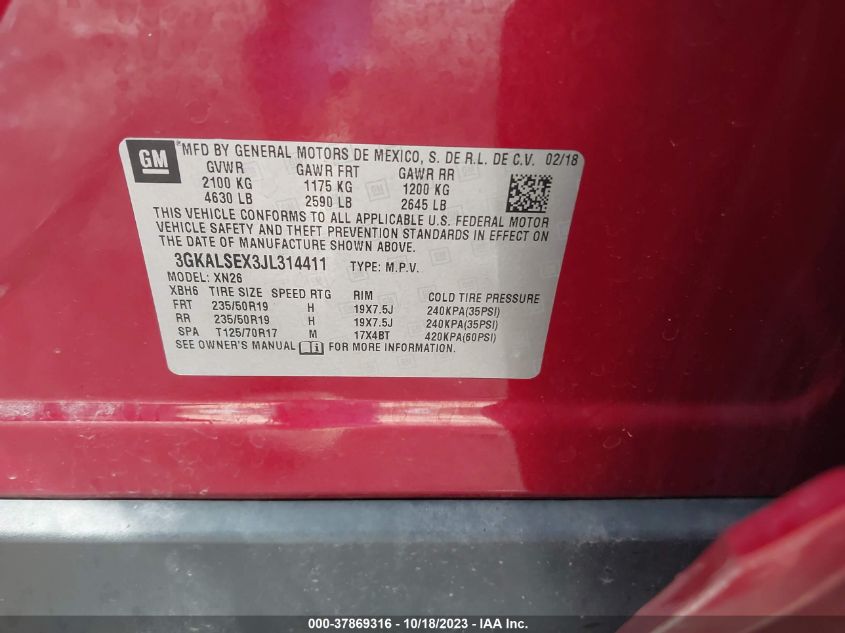 GM
*MFD BY GENERAL MOTORS DE MEXICO, S. DE R.L. DE C.V. 02/18
GVWR GAWR FRT GAWR RR
2100 KG 1175 KG 1200 KG
4630 LB 2590 LB 2645 LB
THIS VEHICLE CONFORMS TO ALL APPLICABLE U.S. FEDERAL MOTOR
VEHICLE SAFETY AND THEFT PREVENTION STANDARDS IN EFFECT ON
THE DATE OF MANUFACTURE SHOWN ABOVE.
3GKALSEX3JL314411 TYPE: M.P.V.
MODEL: XN26
XBH6 TIRE SIZE SPEED RTG RIM COLD TIRE PRESSURE
FRT 235/50R19 H 19X7.5J 240KPA(35PSI)
RR 235/50R19 H 19X7.5J 240KPA(35PSI)
SPA T125/70R17 M 17X4BT 420KPA(60PSI)
SEE OWNER'S MANUAL FOR MORE INFORMATION.
000-37869316 - 10/18/2023 - IAA Inc.